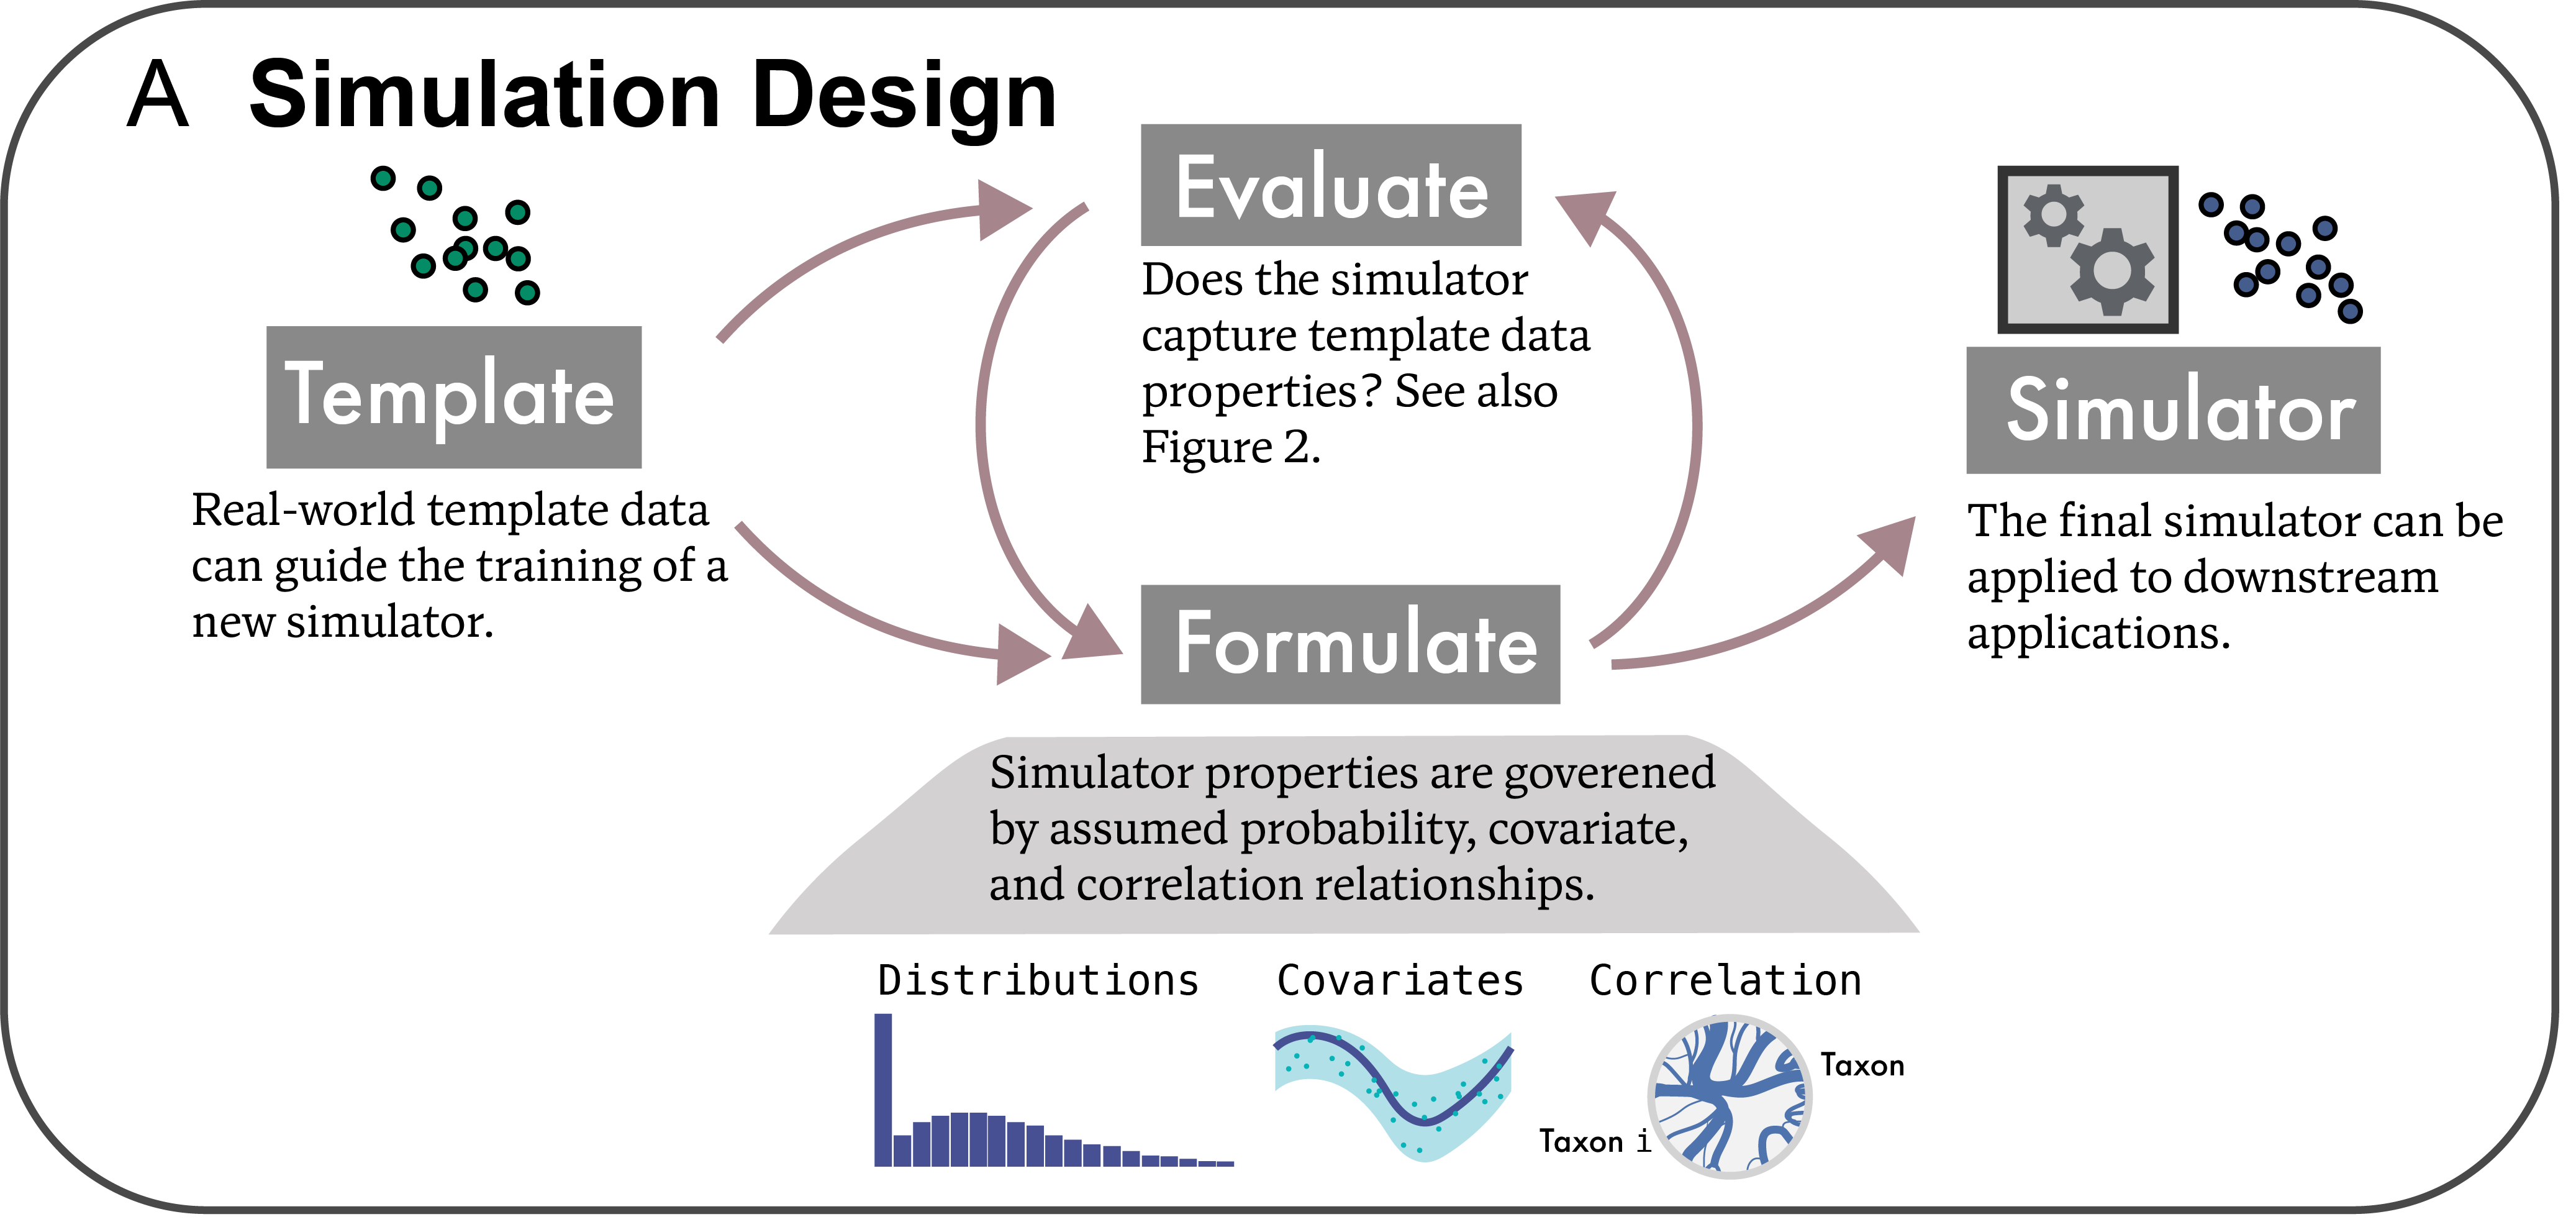 A Simulation Design
Template
Real-world template data
can guide the training of a
new simulator.
Evaluate
Does the simulator
capture template data
properties? See also
Figure 2.
Formulate
Simulator properties are goverened
by assumed probability, covariate,
and correlation relationships.
Distributions
Covariates
Correlation
Taxon
Taxon i
Simulator
The final simulator can be
applied to downstream
applications.